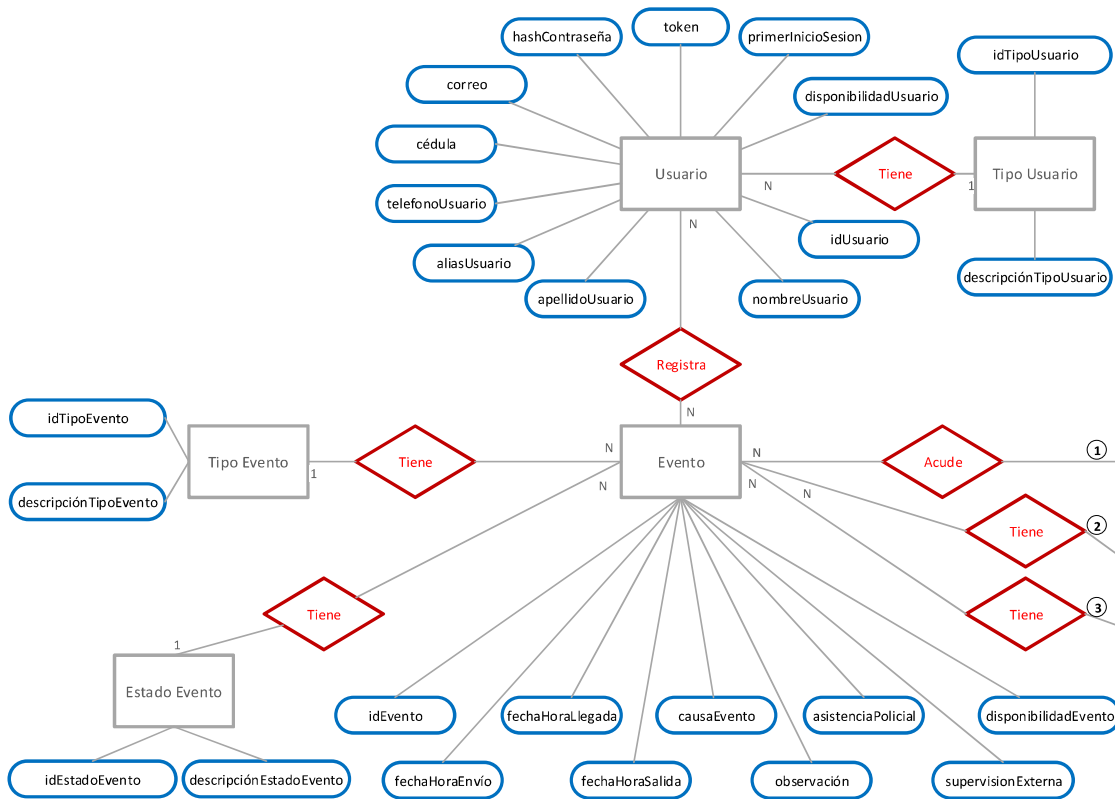 token
hashContraseña
primerInicioSesion
idTipoUsuario
correo
disponibilidadUsuario
cédula
Usuario
N
Tiene
1
Tipo Usuario
telefonoUsuario
N
idUsuario
aliasUsuario
apellidoUsuario
nombreUsuario
descripciónTipoUsuario
Registra
N
idTipoEvento
Tipo Evento
1
Tiene
N
N
Evento
N
N
N
Acude
1
descripciónTipoEvento
Tiene
2
Tiene
3
Tiene
1
Estado Evento
idEvento
fechaHoraLlegada
causaEvento
asistenciaPolicial
disponibilidadEvento
idEstadoEvento
descripciónEstadoEvento
fechaHoraEnvío
fechaHoraSalida
observación
supervisionExterna